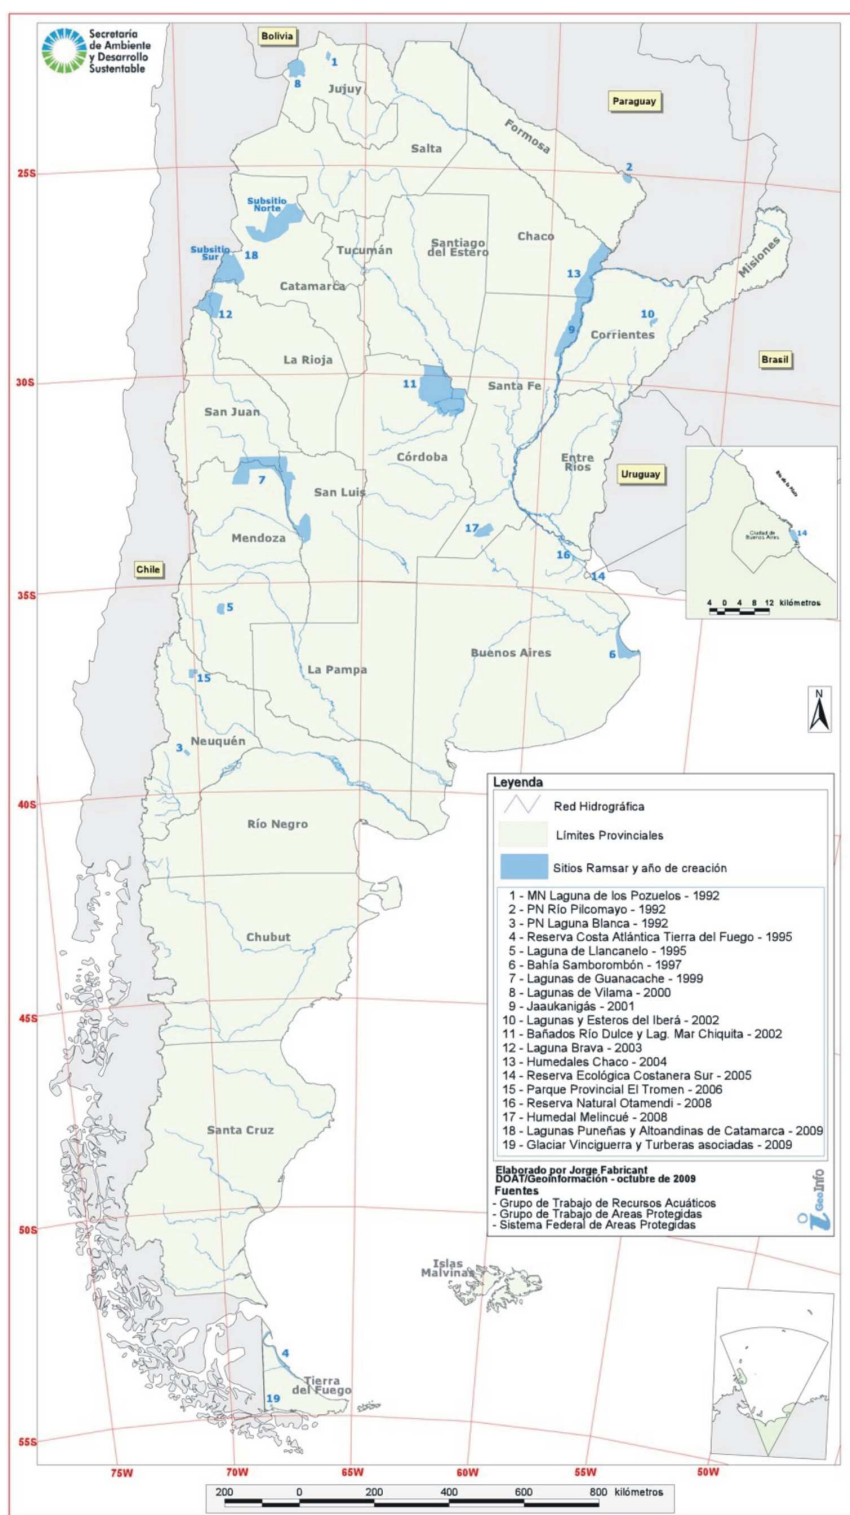 Secretaría
de Ambiente
y Desarrollo
Sustentable
Bolivia
1
8
Jujuy
Paraguay
Formosa
Salta
2
25S
Subsitio
Norte
Chaco
Subsitio
Sur
18
Tucumán
Santiago
del Estero
Misiones
13
Catamarca
12
10
9
Corrientes
La Rioja
Brasil
30S
11
Santa Fe
San Juan
Córdoba
Entre
Ríos
Uruguay
7
San Luis
Río de la Plata
17
Mendoza
Ciudad de
Buenos Aires
14
16
Chile
14
35S
4 0 4 8 12 kilómetros
5
Buenos Aires
6
La Pampa
15
N
Neuquén
3
40S
Río Negro
Chubut
45S
Santa Cruz
50S
Islas
Malvinas
4
Tierra
del Fuego
19
55S
75W
70W
65W
60W
55W
50W
200 0 200 400 600 800 kilómetros
Leyenda
Red Hidrográfica
Límites Provinciales
Sitios Ramsar y año de creación
1 - MN Laguna de los Pozuelos - 1992
2 - PN Río Pilcomayo - 1992
3 - PN Laguna Blanca - 1992
4 - Reserva Costa Atlántica Tierra del Fuego - 1995
5 - Laguna de Llancanelo - 1995
6 - Bahía Samborombón - 1997
7 - Lagunas de Guanacache - 1999
8 - Lagunas de Vilama - 2000
9 - Jaaukanigás - 2001
10 - Lagunas y Esteros del Iberá - 2002
11 - Bañados Río Dulce y Lag. Mar Chiquita - 2002
12 - Laguna Brava - 2003
13 - Humedales Chaco - 2004
14 - Reserva Ecológica Costanera Sur - 2005
15 - Parque Provincial El Tromen - 2006
16 - Reserva Natural Otamendi - 2008
17 - Humedal Melincué - 2008
18 - Lagunas Puneñas y Altoandinas de Catamarca - 2009
19 - Glaciar Vinciguerra y Turberas asociadas - 2009
Elaborado por Jorge Fabricant
DOAT/Geoinformación - octubre de 2009
Fuentes
- Grupo de Trabajo de Recursos Acuáticos
- Grupo de Trabajo de Areas Protegidas
- Sistema Federal de Areas Protegidas
i GeoInfo